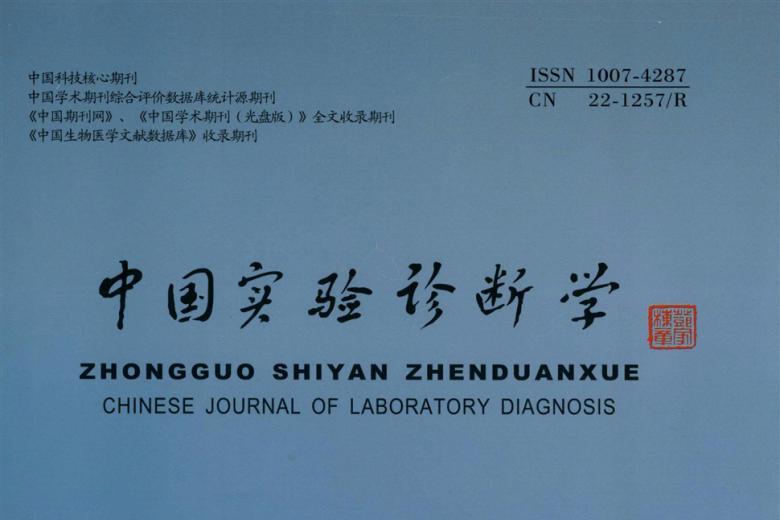 中国科技核心期刊
中国学术期刊综合评价数据库统计源期刊
《中国期刊网》、《中国学术期刊（光盘版）》全文收录期刊
《中国生物医学文献数据库》收录期刊
ISSN 1007-4287
CN 22-1257/R
中国实验诊断学
ZHONGGUO SHIYAN ZHENDUANXUE
CHINESE JOURNAL OF LABORATORY DIAGNOSIS